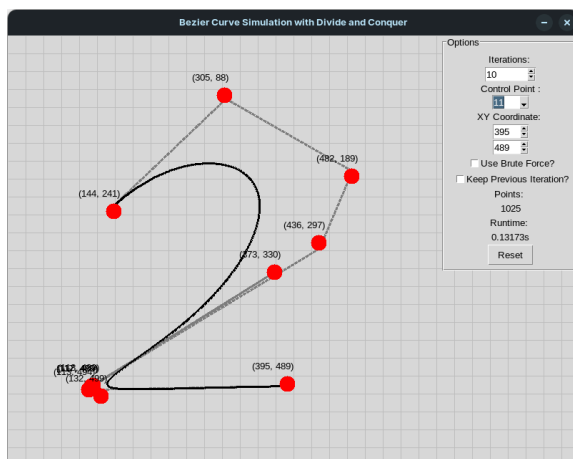 Bezier Curve Simulation with Divide and Conquer
Options
Iterations:
10
Control Point :
11
XY Coordinate:
395
489
Use Brute Force?
Keep Previous Iteration?
Points:
1025
Runtime:
0.13173s
Reset
(305, 88)
(482, 189)
(144, 241)
(436, 297)
(373, 330)
(395, 489)
(132, 499)